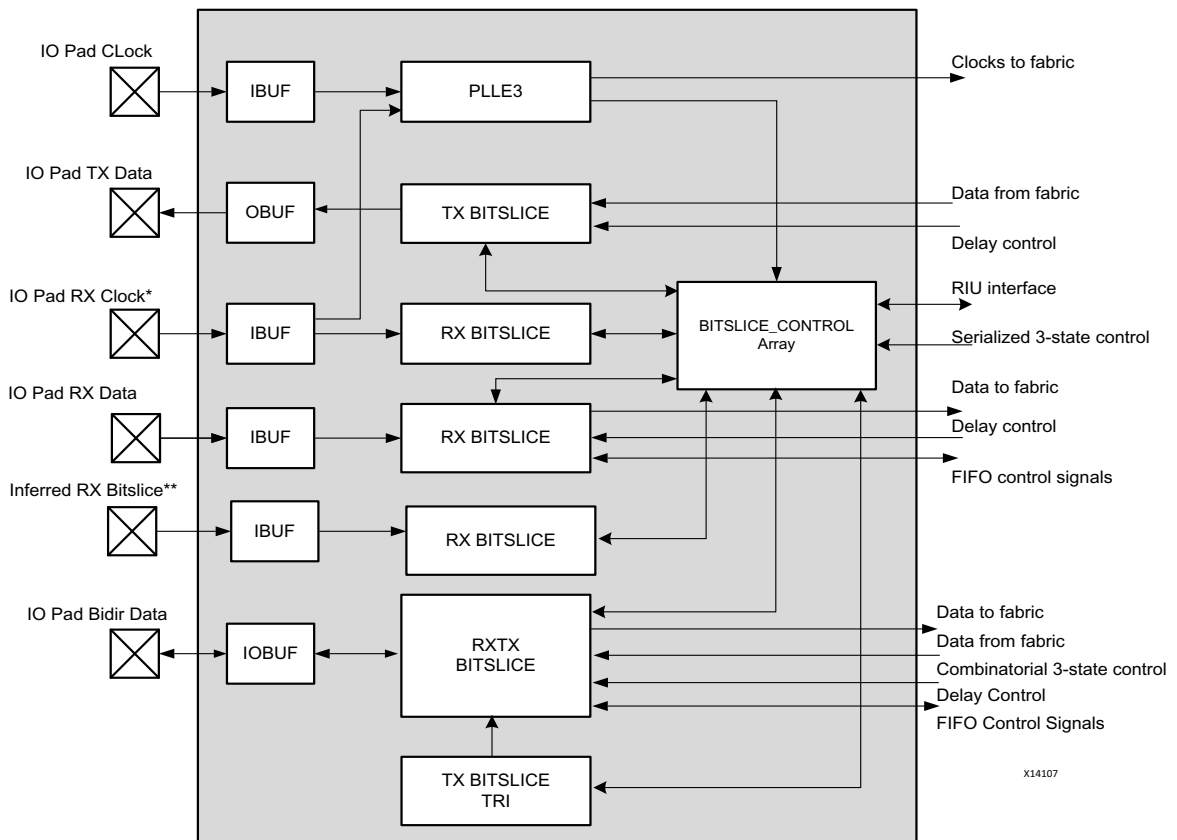 IO Pad CLock
IBUF
PLLE3
Clocks to fabric
IO Pad TX Data
OBUF
TX BITSLICE
Data from fabric
Delay control
IO Pad RX Clock*
IBUF
RX BITSLICE
BITSLICE_CONTROL
Array
RIU interface
Serialized 3-state control
IO Pad RX Data
IBUF
RX BITSLICE
Data to fabric
Delay control
FIFO control signals
Inferred RX Bitslice**
IBUF
RX BITSLICE
IO Pad Bidir Data
IOBUF
RXTX
BITSLICE
Data to fabric
Data from fabric
Combinatorial 3-state control
Delay Control
FIFO Control Signals
TX BITSLICE
TRI
X14107